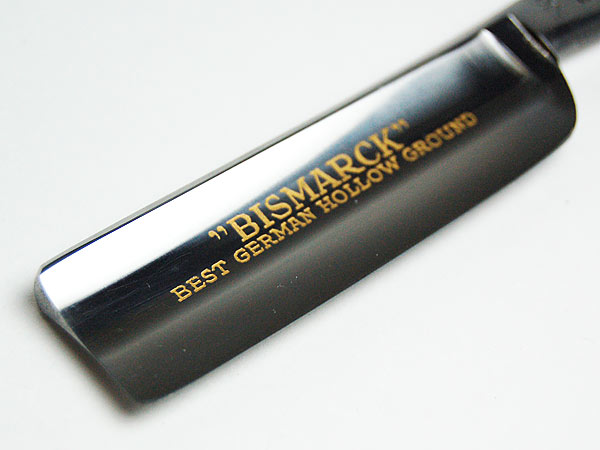 "BISMARCK"
BEST GERMAN HOLLOW GROUND